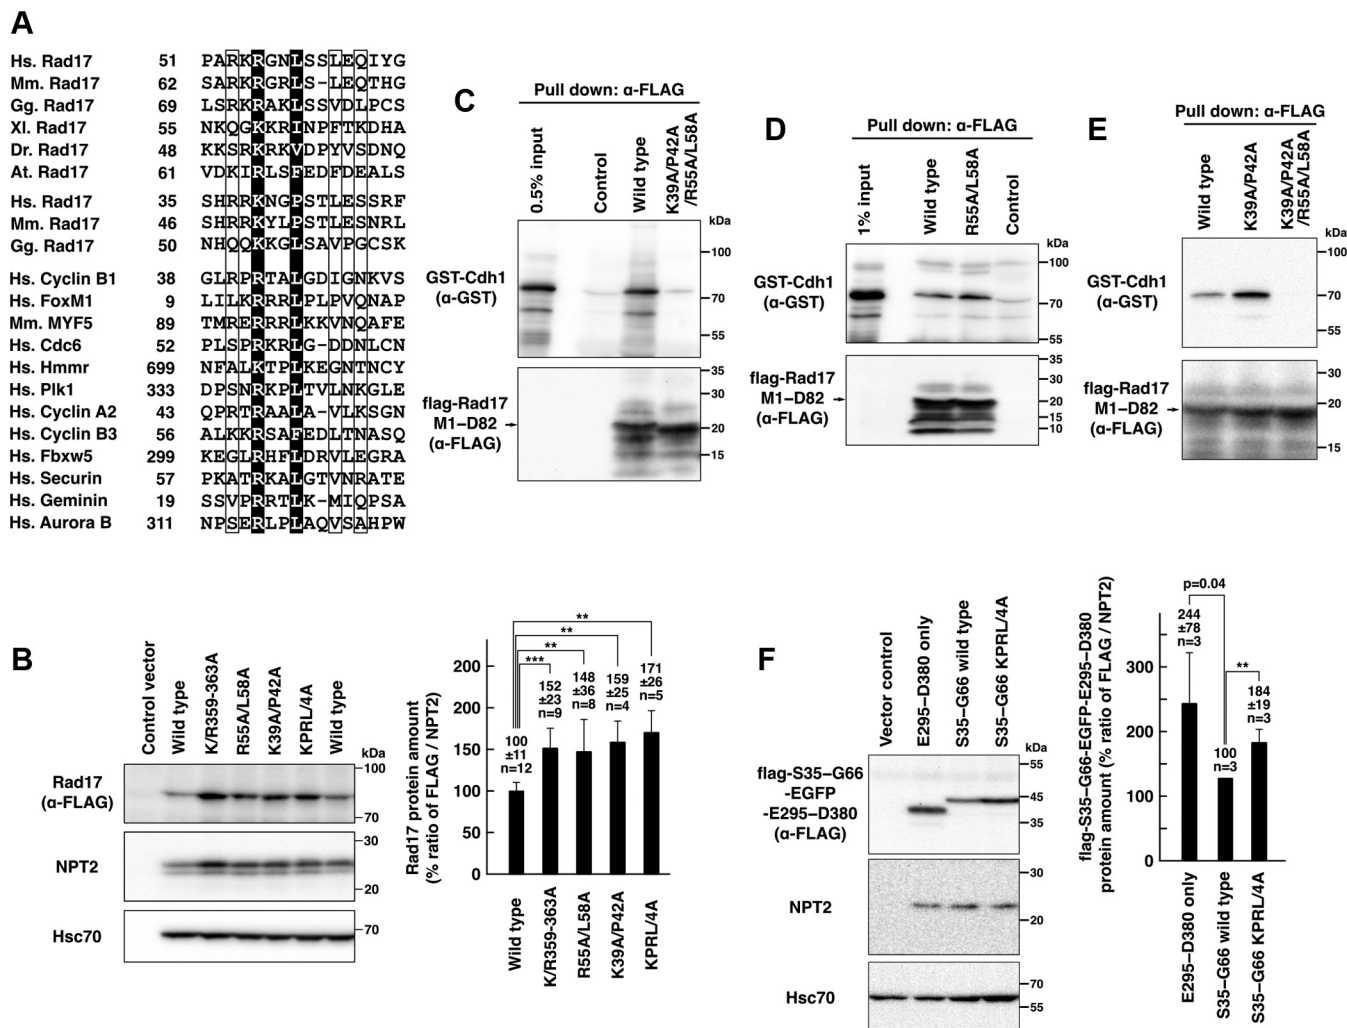 A
Hs. Rad17 51 PARKRGNLSSLEQIYG
Mm. Rad17 62 SARKRGRLS-LEQTHG
Gg. Rad17 69 LSRKRAKLSSVDLPCS
Xl. Rad17 55 NKQGKKRINPFTKDHA
Dr. Rad17 48 KKSRKRKVDPYVSDNQ
At. Rad17 61 VDKIRLSFEDFDEALS
Hs. Rad17 35 SHRRKNGPSTLESSRF
Mm. Rad17 46 SHRRKYLPSTLESNRL
Gg. Rad17 50 NHQQKKGLSAVPGCSK
Hs. Cyclin B1 38 GLRPRTALGDIGNKVS
Hs. FoxM1 9 LILKRRRLPLPVQNAP
Mm. MYF5 89 TMRERRRLKKVNQAFE
Hs. Cdc6 52 PLSPRKRLG-DDNLCN
Hs. Hmmr 699 NFALKTPLKEGNTNCY
Hs. Plk1 333 DPSNRKPLTVLNKGLE
Hs. Cyclin A2 43 QPRTRAALA-VLKSGN
Hs. Cyclin B3 56 ALKKRSAFEDLTNASQ
Hs. Fbxw5 299 KEGLRHFLDRVLEGRA
Hs. Securin 57 PKATRKALGTVNRATE
Hs. Geminin 19 SSVPRRTLK-MIQPSA
Hs. Aurora B 311 NPSERLPLAQVSAHPW
C
Pull down: α-FLAG
0.5% input
Control
Wild type
K39A/P42A
/R55A/L58A
kDa
GST-Cdh1
(α-GST)
100
70
55
flag-Rad17
M1–D82
(α-FLAG)
35
30
20
15
D
Pull down: α-FLAG
1% input
Wild type
R55A/L58A
Control
kDa
GST-Cdh1
(α-GST)
100
70
55
flag-Rad17
M1–D82
(α-FLAG)
35
30
20
15
10
E
Pull down: α-FLAG
Wild type
K39A/P42A
K39A/P42A
/R55A/L58A
kDa
GST-Cdh1
(α-GST)
100
70
55
flag-Rad17
M1–D82
(α-FLAG)
30
20
15
B
Control vector
Wild type
K/R359-363A
R55A/L58A
K39A/P42A
KPRL/4A
Wild type
kDa
Rad17
(α-FLAG)
100
70
NPT2
30
20
Hsc70
70
Rad17 protein amount
(% ratio of FLAG / NPT2)
200
200
150
100
50
0
**
**
**
***
100
±11
n=12
152
±23
n=9
148
±36
n=8
159
±25
n=4
171
±26
n=5
Wild type
K/R359-363A
R55A/L58A
K39A/P42A
KPRL/4A
F
Vector control
E295–D380 only
S35–G66 wild type
S35–G66 KPRL/4A
kDa
flag-S35–G66
-EGFP
-E295–D380
(α-FLAG)
55
45
35
NPT2
30
20
Hsc70
70
55
flag-S35–G66-EGFP-E295–D380
protein amount (% ratio of FLAG / NPT2)
300
200
100
0
p=0.04
**
244
±78
n=3
100
n=3
184
±19
n=3
E295–D380 only
S35–G66 wild type
S35–G66 KPRL/4A